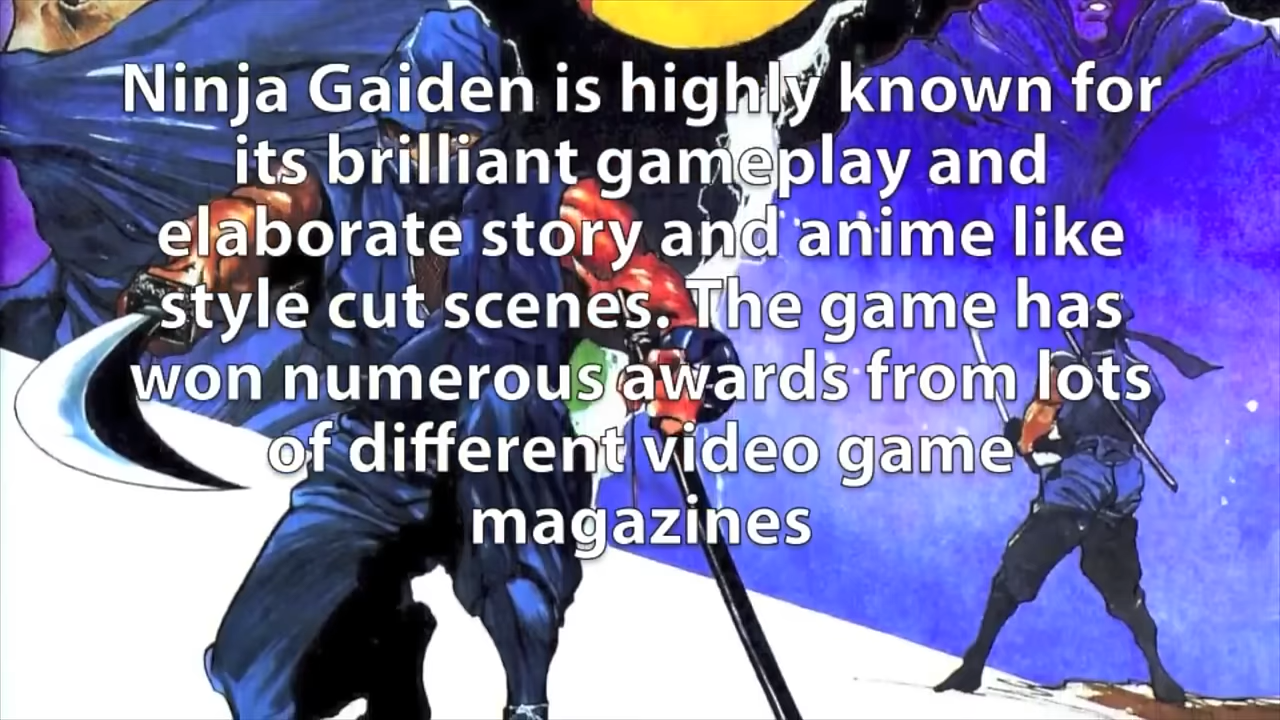 Ninja Gaiden is highly known for
its brilliant gameplay and
elaborate story and anime like
style cut scenes. The game has
won numerous awards from lots
of different video game
magazines